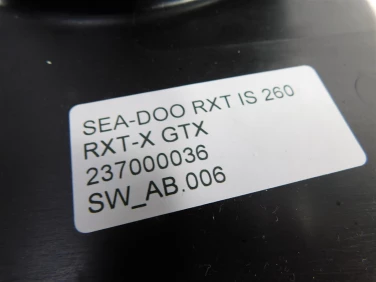 SEA-DOO RXT IS 260
RXT-X GTX
237000036
SW_AB.006